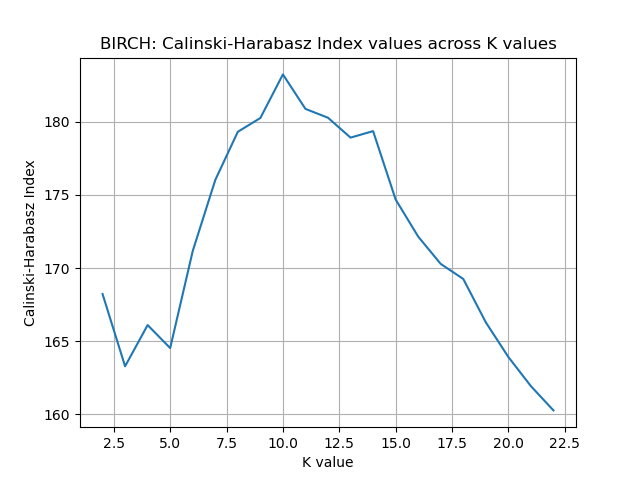 BIRCH: Calinski-Harabasz Index values across K values
180
175
170
165
160
Calinski-Harabasz Index
2.5 5.0 7.5 10.0 12.5 15.0 17.5 20.0 22.5
K value